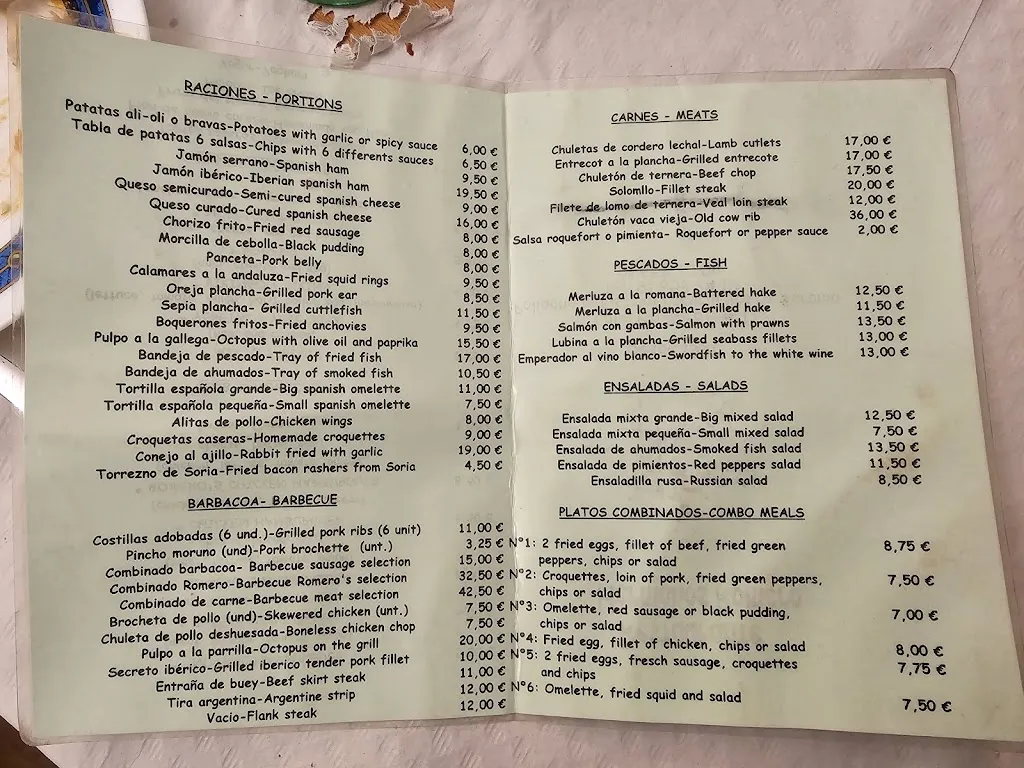 RACIONES - PORTIONS
Patatas ali-oli o bravas-Potatoes with garlic or spicy sauce 6,00 €
Tabla de patatas 6 salsas-Chips with 6 differents sauces 6,50 €
Jamón serrano-Spanish ham 9,50 €
Jamón ibérico-Iberian spanish ham 19,50 €
Queso semicurado-Semi-cured spanish cheese 9,00 €
Queso curado-Cured spanish cheese 16,00 €
Chorizo frito-Fried red sausage 8,00 €
Morcilla de cebolla-Black pudding 8,00 €
Panceta-Pork belly 8,00 €
Calamares a la andaluza-Fried squid rings 9,50 €
Oreja plancha-Grilled pork ear 8,50 €
Sepia plancha- Grilled cuttlefish 11,50 €
Boquerones fritos-Fried anchovies 9,50 €
Pulpo a la gallega-Octopus with olive oil and paprika 15,50 €
Bandeja de pescado-Tray of fried fish 17,00 €
Bandeja de ahumados-Tray of smoked fish 10,50 €
Tortilla española grande-Big spanish omelette 11,00 €
Tortilla española pequeña-Small spanish omelette 7,50 €
Alitas de pollo-Chicken wings 8,00 €
Croquetas caseras-Homemade croquettes 9,00 €
Conejo al ajillo-Rabbit fried with garlic 19,00 €
Torrezno de Soria-Fried bacon rashers from Soria 4,50 €
BARBACOA- BARBECUE
Costillas adobadas (6 und.)-Grilled pork ribs (6 unit) 11,00 €
Pincho moruno (und)-Pork brochette (unt.) 3,25 €
Combinado barbacoa- Barbecue sausage selection 15,00 €
Combinado Romero-Barbecue Romero's selection 32,50 €
Combinado de carne-Barbecue meat selection 42,50 €
Brocheta de pollo (und)-Skewered chicken (unt.) 7,50 €
Chuleta de pollo deshuesada-Boneless chicken chop 7,50 €
Pulpo a la parrilla-Octopus on the grill 20,00 €
Secreto ibérico-Grilled iberico tender pork fillet 10,00 €
Entraña de buey-Beef skirt steak 11,00 €
Tira argentina-Argentine strip 12,00 €
Vacio-Flank steak 12,00 €
CARNES - MEATS
Chuletas de cordero lechal-Lamb cutlets 17,00 €
Entrecot a la plancha-Grilled entrecote 17,00 €
Chuletón de ternera-Beef chop 17,50 €
Solomllo-Fillet steak 20,00 €
Filete de lomo de ternera-Veal loin steak 12,00 €
Chuletón vaca vieja-Old cow rib 36,00 €
Salsa roquefort o pimienta- Roquefort or pepper sauce 2,00 €
PESCADOS - FISH
Merluza a la romana-Battered hake 12,50 €
Merluza a la plancha-Grilled hake 11,50 €
Salmón con gambas-Salmon with prawns 13,50 €
Lubina a la plancha-Grilled seabass fillets 13,00 €
Emperador al vino blanco-Swordfish to the white wine 13,00 €
ENSALADAS - SALADS
Ensalada mixta grande-Big mixed salad 12,50 €
Ensalada mixta pequeña-Small mixed salad 7,50 €
Ensalada de ahumados-Smoked fish salad 13,50 €
Ensalada de pimientos-Red peppers salad 11,50 €
Ensaladilla rusa-Russian salad 8,50 €
PLATOS COMBINADOS-COMBO MEALS
Nº1: 2 fried eggs, fillet of beef, fried green 8,75 €
peppers, chips or salad
Nº2: Croquettes, loin of pork, fried green peppers, 7,50 €
chips or salad
Nº3: Omelette, red sausage or black pudding, 7,00 €
chips or salad
Nº4: Fried egg, fillet of chicken, chips or salad 8,00 €
Nº5: 2 fried eggs, fresch sausage, croquettes 7,75 €
and chips
Nº6: Omelette, fried squid and salad 7,50 €